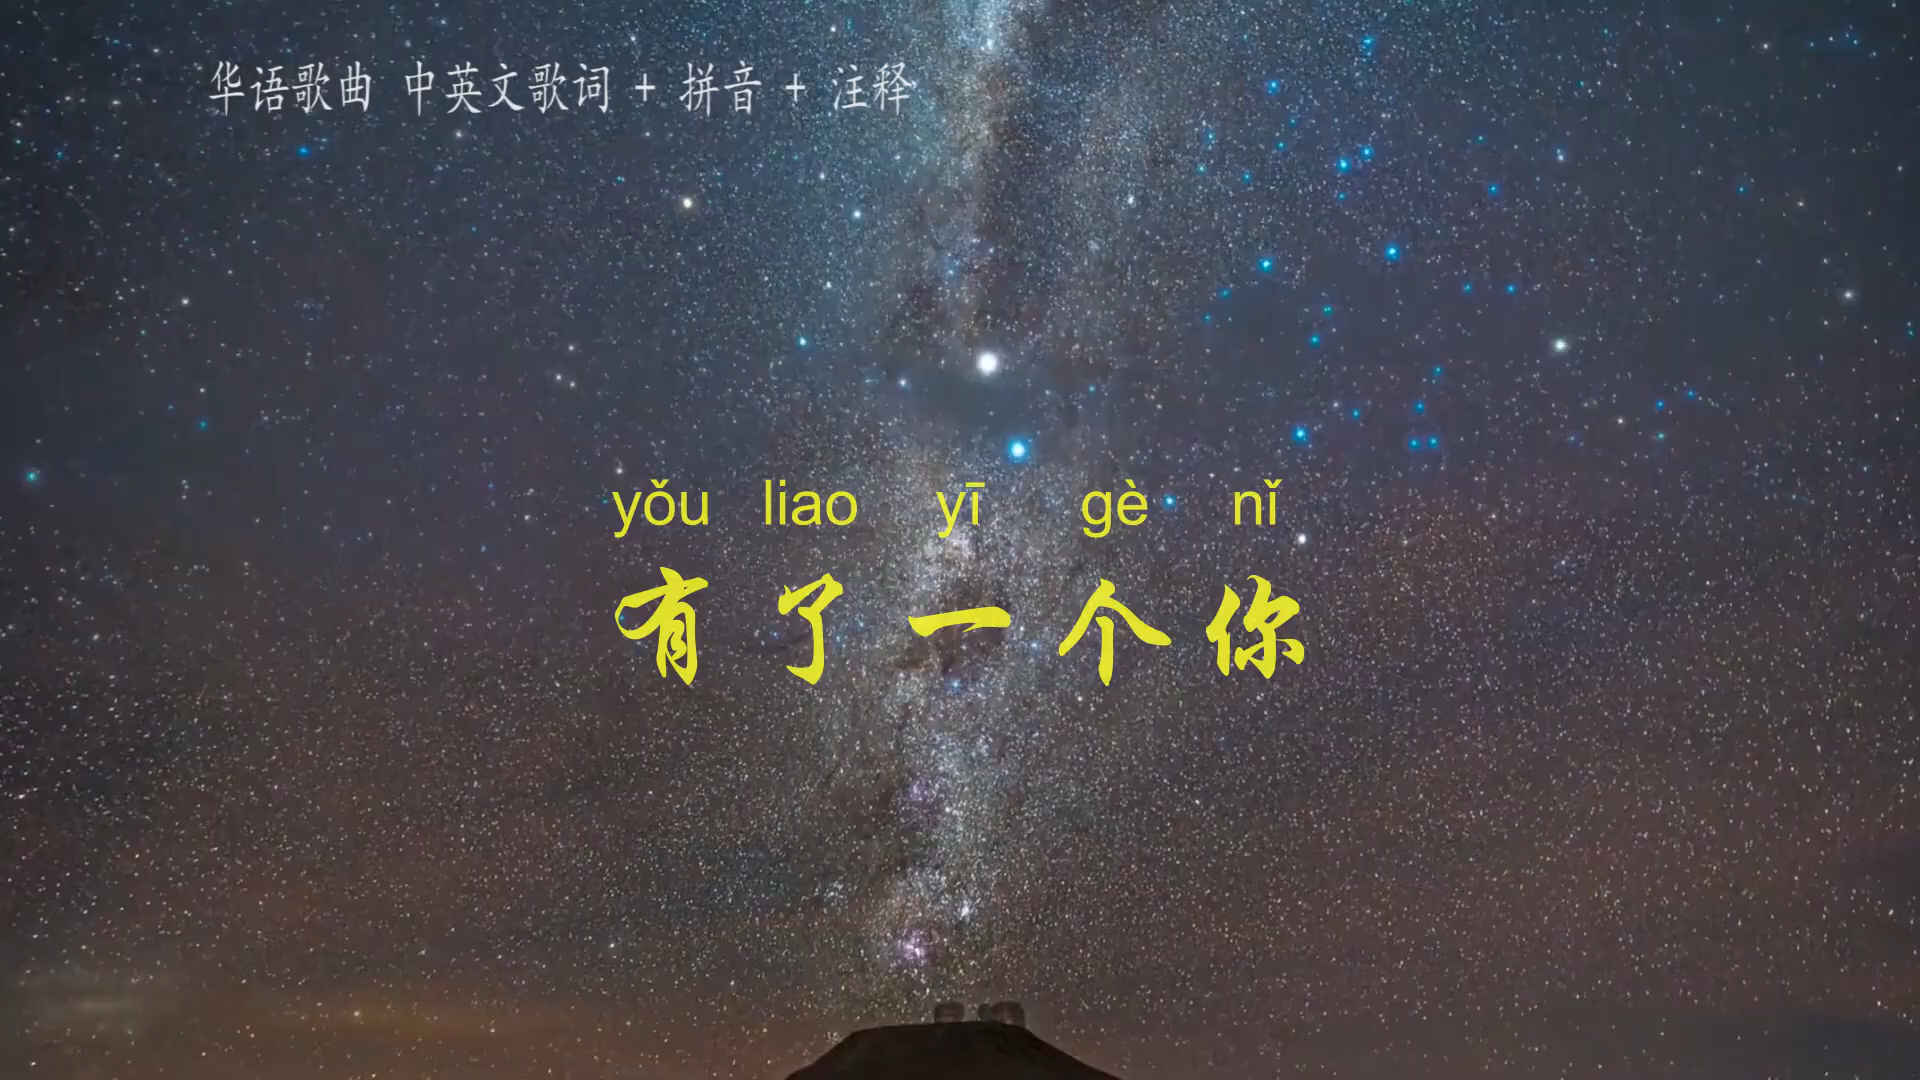 华语歌曲 中英文歌词 + 拼音 + 注释
yǒu liao yī gè nǐ
有了一个你